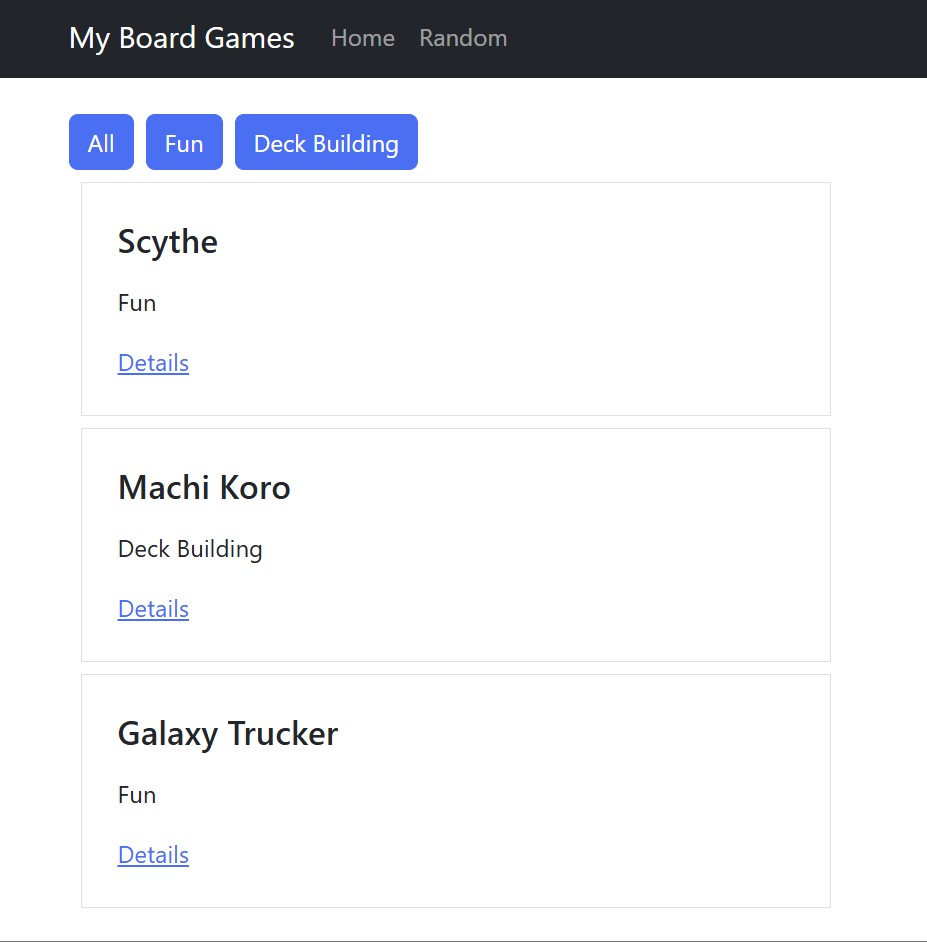 My Board Games Home Random
All Fun Deck Building
Scythe
Fun
Details
Machi Koro
Deck Building
Details
Galaxy Trucker
Fun
Details